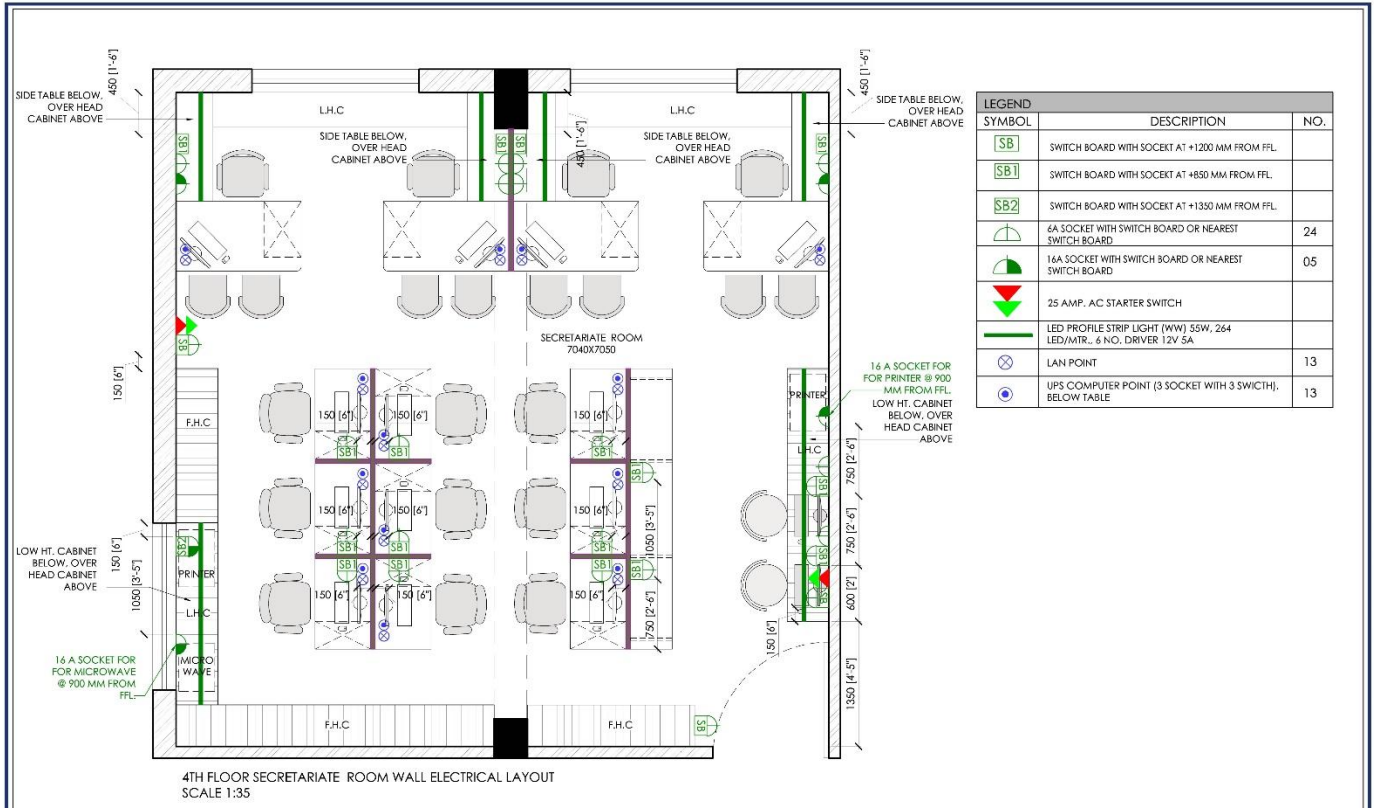 450 [1'-6"]
SIDE TABLE BELOW,
OVER HEAD
CABINET ABOVE
L.H.C
SIDE TABLE BELOW,
OVER HEAD
CABINET ABOVE
450 [1'-6"]
L.H.C
SIDE TABLE BELOW,
OVER HEAD
CABINET ABOVE
450 [1'-6"]
SIDE TABLE BELOW,
OVER HEAD
CABINET ABOVE
SB1
SB1
SB1
SB1
LEGEND
SYMBOL DESCRIPTION NO.
SB SWITCH BOARD WITH SOCEKT AT +1200 MM FROM FFL.
SB1 SWITCH BOARD WITH SOCEKT AT +850 MM FROM FFL.
SB2 SWITCH BOARD WITH SOCEKT AT +1350 MM FROM FFL.
6A SOCKET WITH SWITCH BOARD OR NEAREST
SWITCH BOARD 24
16A SOCKET WITH SWITCH BOARD OR NEAREST
SWITCH BOARD 05
25 AMP. AC STARTER SWITCH
LED PROFILE STRIP LIGHT (WW) 55W, 264
LED/MTR., 6 NO. DRIVER 12V 5A
LAN POINT 13
UPS COMPUTER POINT (3 SOCKET WITH 3 SWICTH),
BELOW TABLE 13
SB
SECRETARIATE ROOM
7040X7050
150 [6"]
F.H.C
150 [6"]
150 [6"]
150 [6"]
SB1
SB1
SB1
SB1
PRINTER
16 A SOCKET FOR
FOR PRINTER @ 900
MM FROM FFL.
LOW HT. CABINET
BELOW, OVER
HEAD CABINET
ABOVE
L.H.C
750 [2'-6"]
SB1
150 [6"]
150 [6"]
150 [6"]
1050 [3'-5"]
750 [2'-6"]
SB1
SB1
SB1
SB1
LOW HT. CABINET
BELOW, OVER
HEAD CABINET
ABOVE
150 [6"]
SB2
PRINTER
1050 [3'-5"]
L.H.C
SB1
SB1
SB1
SB1
150 [6"]
150 [6"]
150 [6"]
750 [2'-6"]
SB
600 [2']
150 [6"]
16 A SOCKET FOR
FOR MICROWAVE
@ 900 MM FROM
FFL.
MICRO
WAVE
1350 [4'-5"]
F.H.C
F.H.C
SB
4TH FLOOR SECRETARIATE ROOM WALL ELECTRICAL LAYOUT
SCALE 1:35